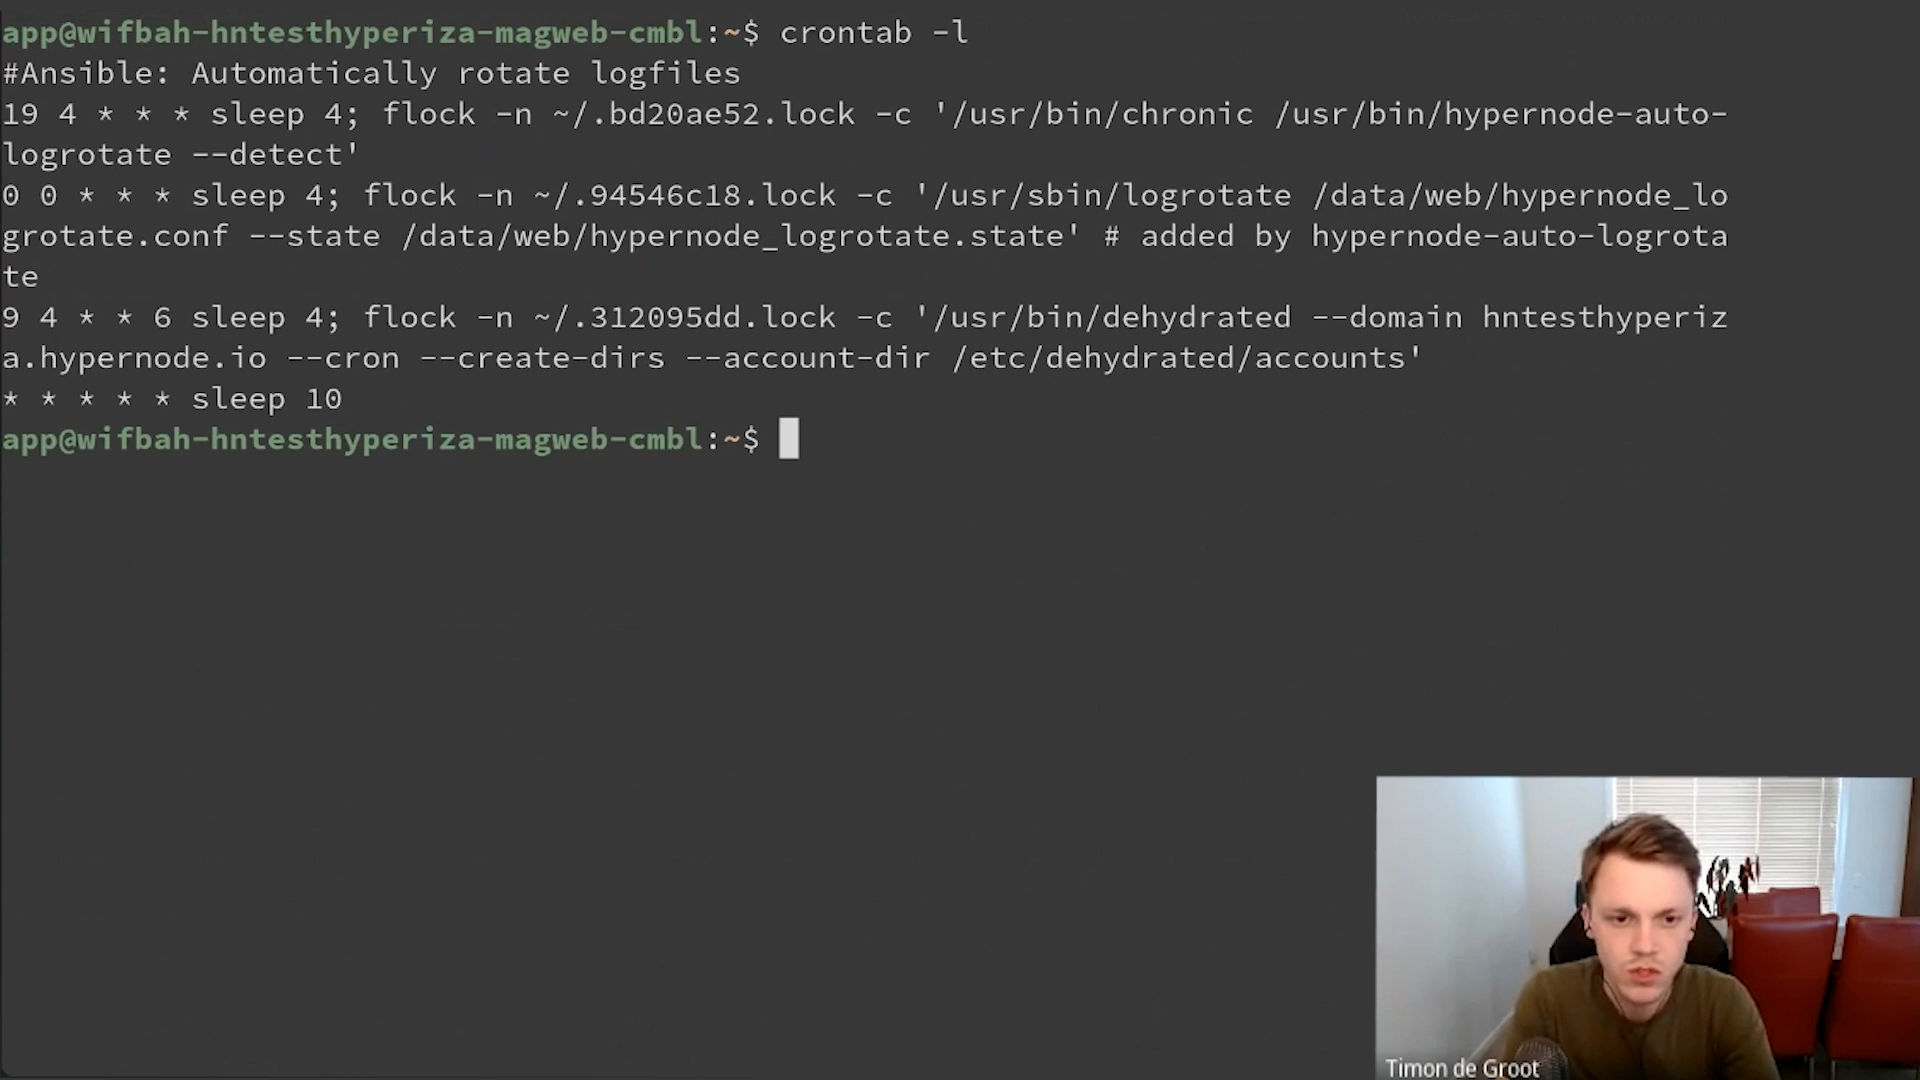 app@wifbah-hntesthyperiza-magweb-cmbl:~$ crontab -l
#Ansible: Automatically rotate logfiles
19 4 * * * sleep 4; flock -n ~/.bd20ae52.lock -c '/usr/bin/chronic /usr/bin/hypernode-auto-
logrotate --detect'
0 0 * * * sleep 4; flock -n ~/.94546c18.lock -c '/usr/sbin/logrotate /data/web/hypernode_lo
grotate.conf --state /data/web/hypernode_logrotate.state' # added by hypernode-auto-logrota
te
9 4 * * 6 sleep 4; flock -n ~/.312095dd.lock -c '/usr/bin/dehydrated --domain hntesthyperiz
a.hypernode.io --cron --create-dirs --account-dir /etc/dehydrated/accounts'
* * * * * sleep 10
app@wifbah-hntesthyperiza-magweb-cmbl:~$
Timon de Groot